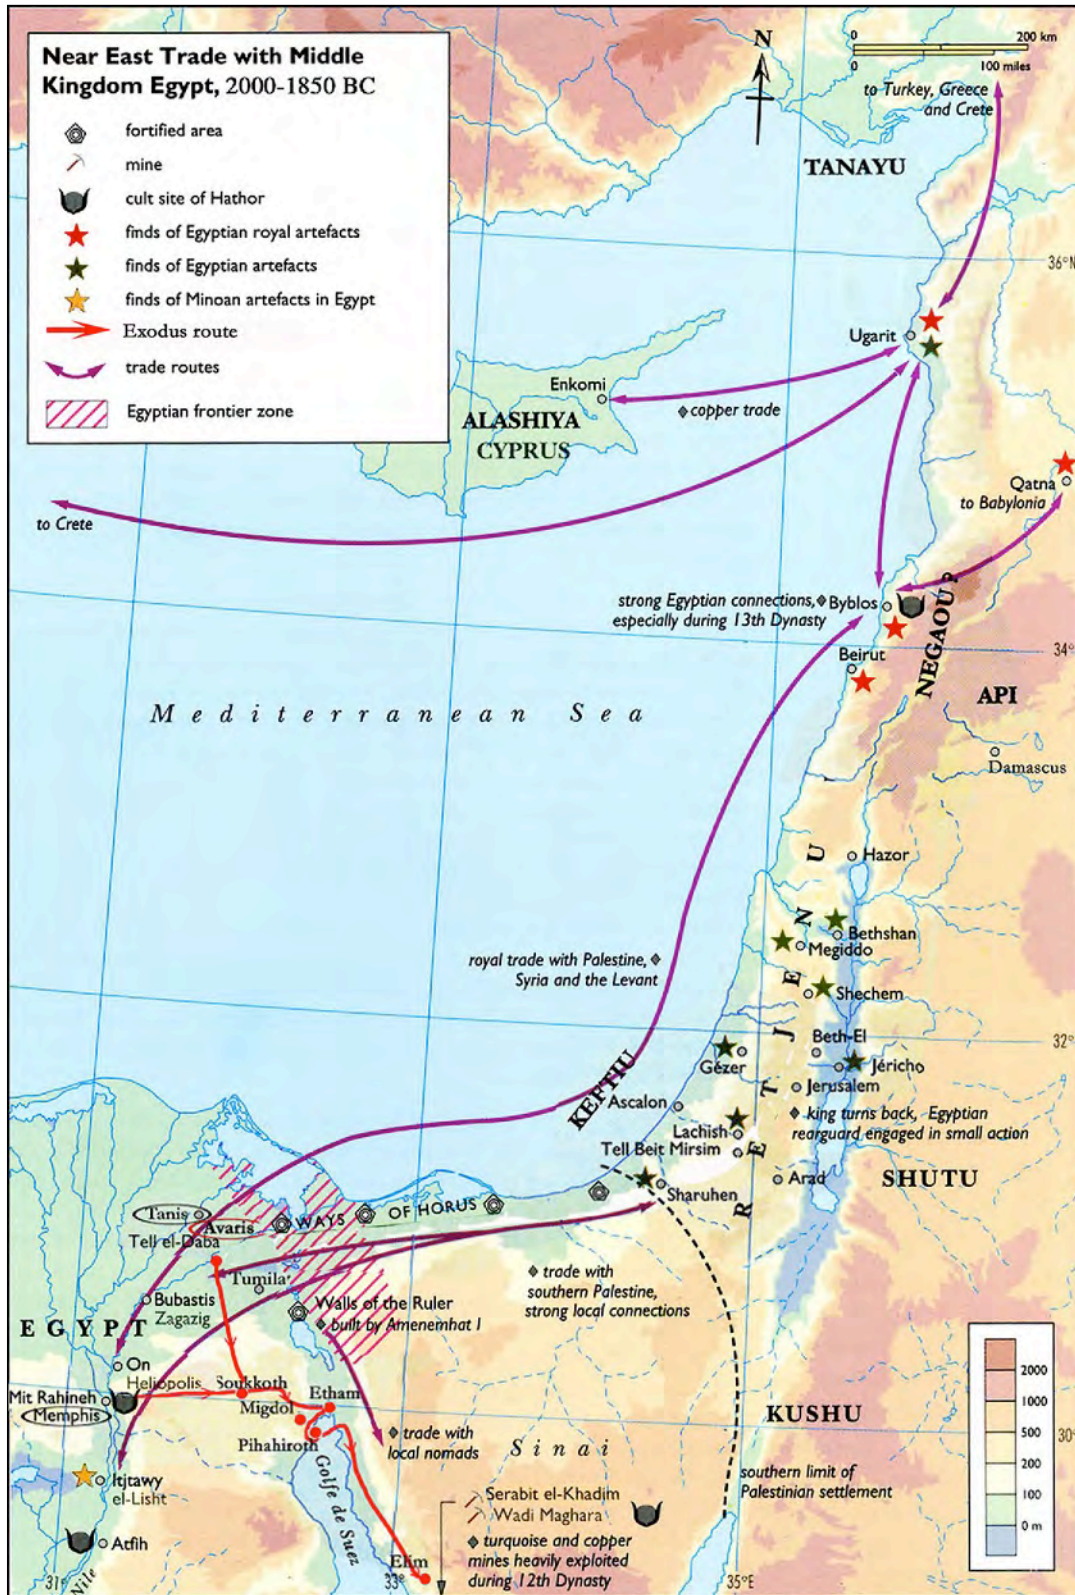 Near East Trade with Middle
Kingdom Egypt, 2000-1850 BC
fortified area
mine
cult site of Hathor
finds of Egyptian royal artefacts
finds of Egyptian artefacts
finds of Minoan artefacts in Egypt
Exodus route
trade routes
Egyptian frontier zone
N
0 200 km
0 100 miles
to Turkey, Greece
and Crete
TANAYU
36°N
Ugarit
Enkomi
copper trade
ALASHIYA
CYPRUS
Qatna
to Babylonia
to Crete
strong Egyptian connections,
especially during 13th Dynasty
Byblos
NEGAOU ?
34°
Beirut
API
Mediterranean Sea
Damascus
Hazor
RETJENU
Bethshan
Megiddo
royal trade with Palestine,
Syria and the Levant
Shechem
32°
Beth-El
Gézer
Jéricho
Jerusalem
KEFTIU
Ascalon
king turns back, Egyptian
rearguard engaged in small action
Lachish
Tell Beit Mirsim
SHUTU
Arad
Sharuhen
Tanis
Avaris
WAYS OF HORUS
Tell el-Daba
Tumilat
trade with
southern Palestine,
strong local connections
Bubastis
Zagazig
Walls of the Ruler
built by Amenemhat I
EGYPT
On
Heliopolis
Soukkoth
Mit Rahineh
Memphis
Etham
Migdol
KUSHU
Pihahiroth
trade with
local nomads
Sinai
30°
Itjtawy
el-Lisht
Golfe de Suez
southern limit of
Palestinian settlement
Serabit el-Khadim
Wadi Maghara
Atfih
turquoise and copper
mines heavily exploited
during 12th Dynasty
Elim
2000
1000
500
200
100
0 m
31°
Nile
33°
35°E